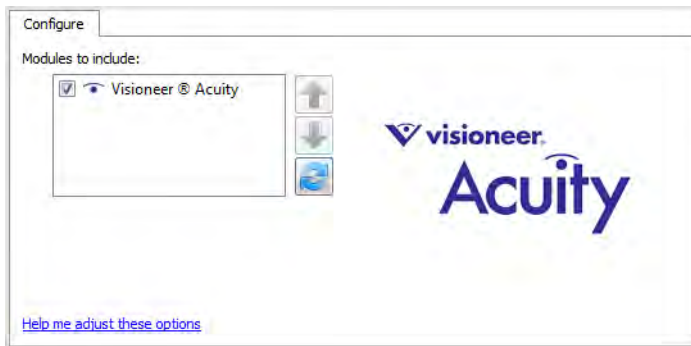 Configure
Modules to include:
Visioneer ® Acuity
visioneer.
Acuity
Help me adjust these options